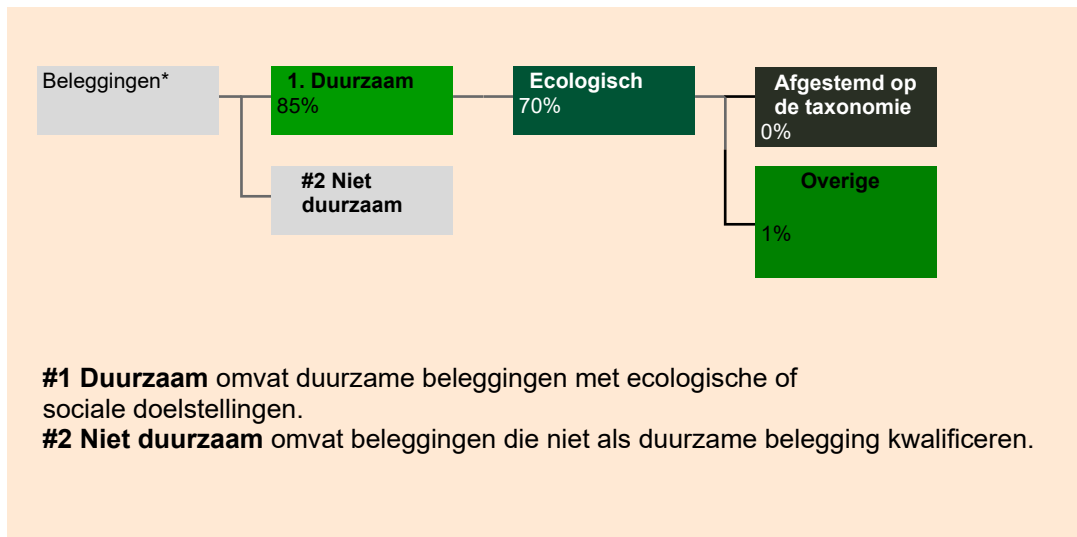 Beleggingen*
1. Duurzaam
85%
Ecologisch
70%
Afgestemd op
de taxonomie
0%
#2 Niet
duurzaam
Overige
1%
#1 Duurzaam omvat duurzame beleggingen met ecologische of
sociale doelstellingen.
#2 Niet duurzaam omvat beleggingen die niet als duurzame belegging kwalificeren.